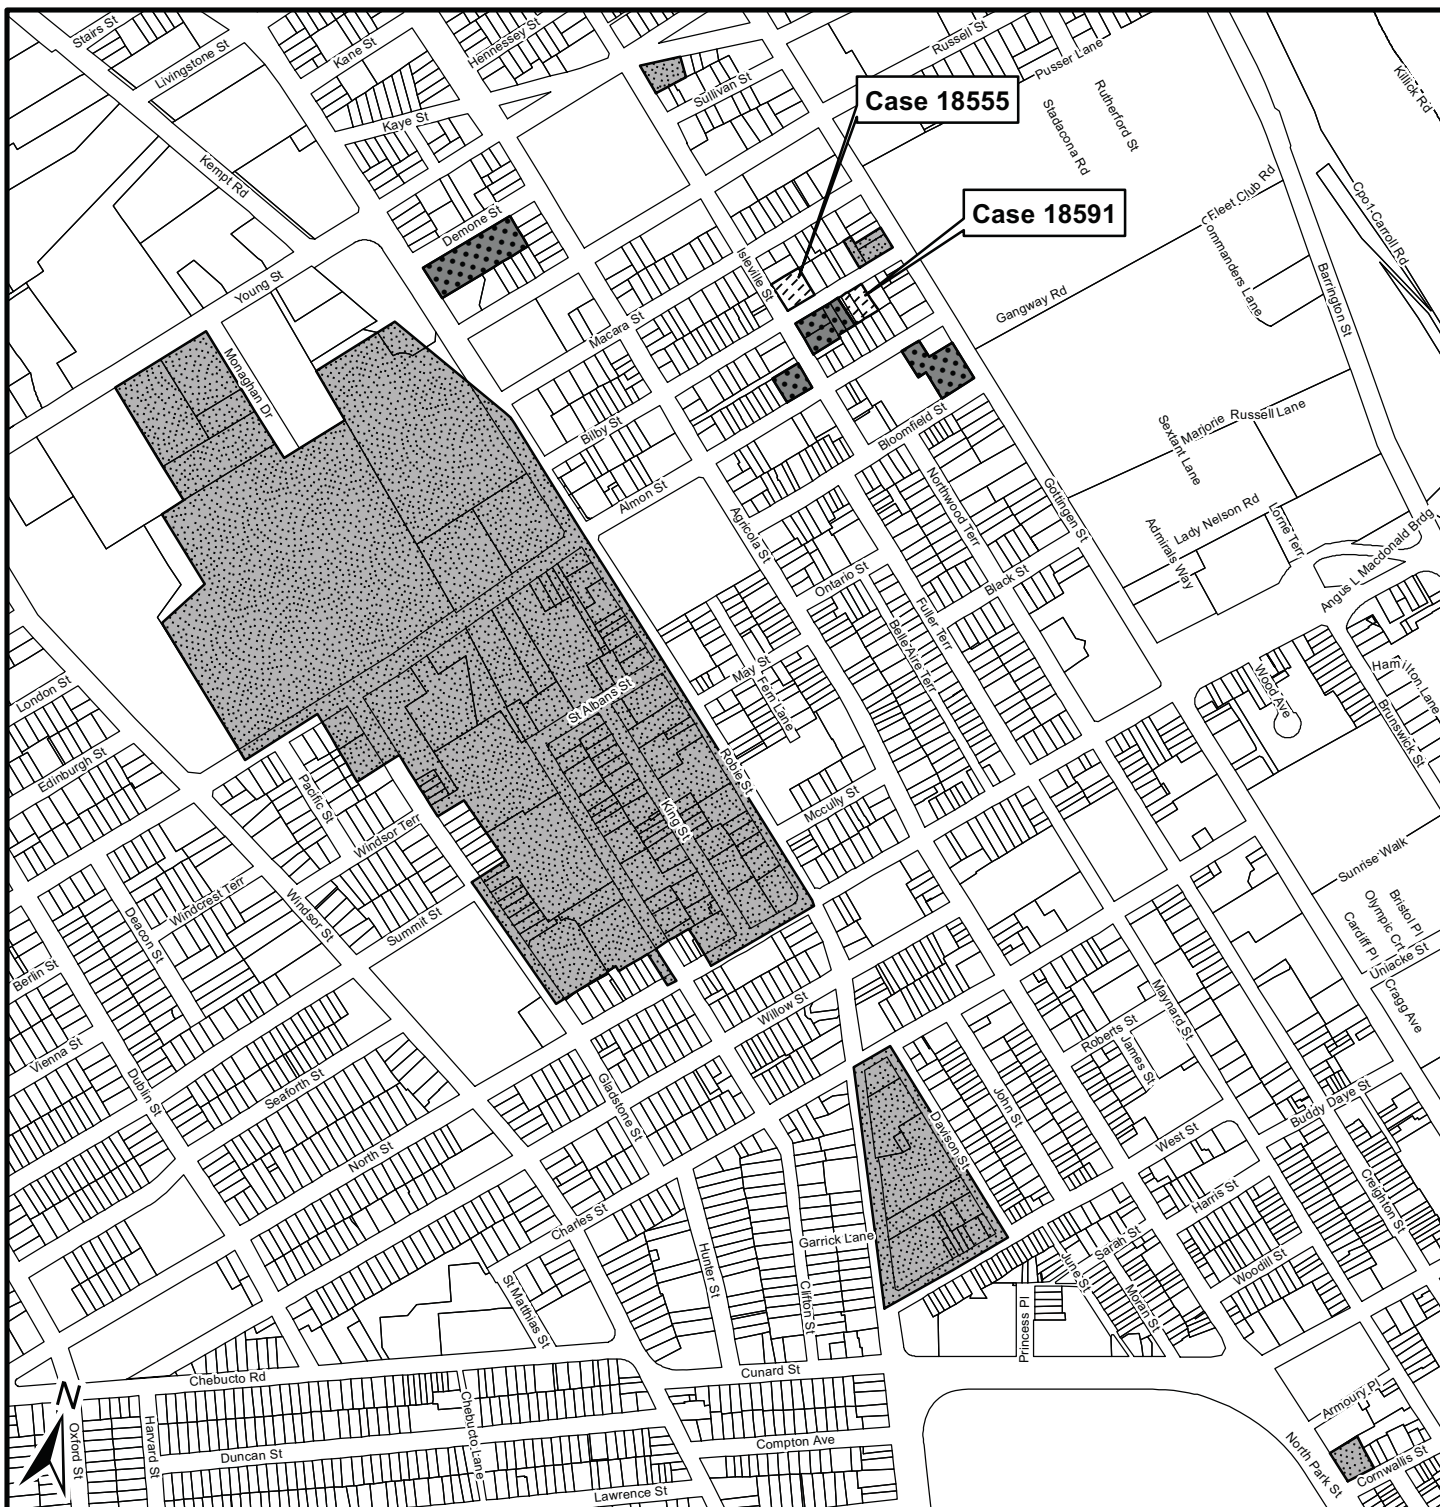 Stairs St
Livingstone St
Kane St
Hennessey St
Russell St
Pusser Lane
Killick Rd
Sullivan St
Case 18555
Kaye St
Stadacona Rd
Rutherford St
Kempt Rd
Case 18591
Fleet Club Rd
Cpo1 Carroll Rd
Demone St
Isleville St
Commanders Lane
Barrington St
Young St
Gangway Rd
Macara St
Monaghan Dr
Bilby St
Bloomfield St
Marjorie Russell Lane
Sextant Lane
Almon St
Agricola St
Northwood Terr
Gottingen St
Lady Nelson Rd
Lorne Terr
Admirals Way
Angus L Macdonald Brdg
Ontario St
Black St
Fuller Terr
Belle Aire Terr
May St
Fern Lane
London St
St Albans St
Wood Ave
Hamilton Lane
Brunswick St
Edinburgh St
Pacific St
Robie St
King St
Mccully St
Windsor Terr
Sunrise Walk
Windcrest Terr
Deacon St
Windsor St
Summit St
Bristol Pl
Olympic Crt
Cardiff Pl
Uniacke St
Berlin St
Cragg Ave
Willow St
Maynard St
Vienna St
Roberts St
James St
Dublin St
Seaforth St
Gladstone St
John St
Davison St
Buddy Daye St
West St
North St
Harris St
Creighton St
Charles St
Garrick Lane
Sarah St
June St
Hunter St
Clifton St
Woodill St
Moran St
St Matthias St
Princess Pl
Cunard St
Chebucto Rd
N
Armoury Pl
Oxford St
Harvard St
Chebucto Lane
Duncan St
Compton Ave
North Park St
Cornwallis St
Lawrence St